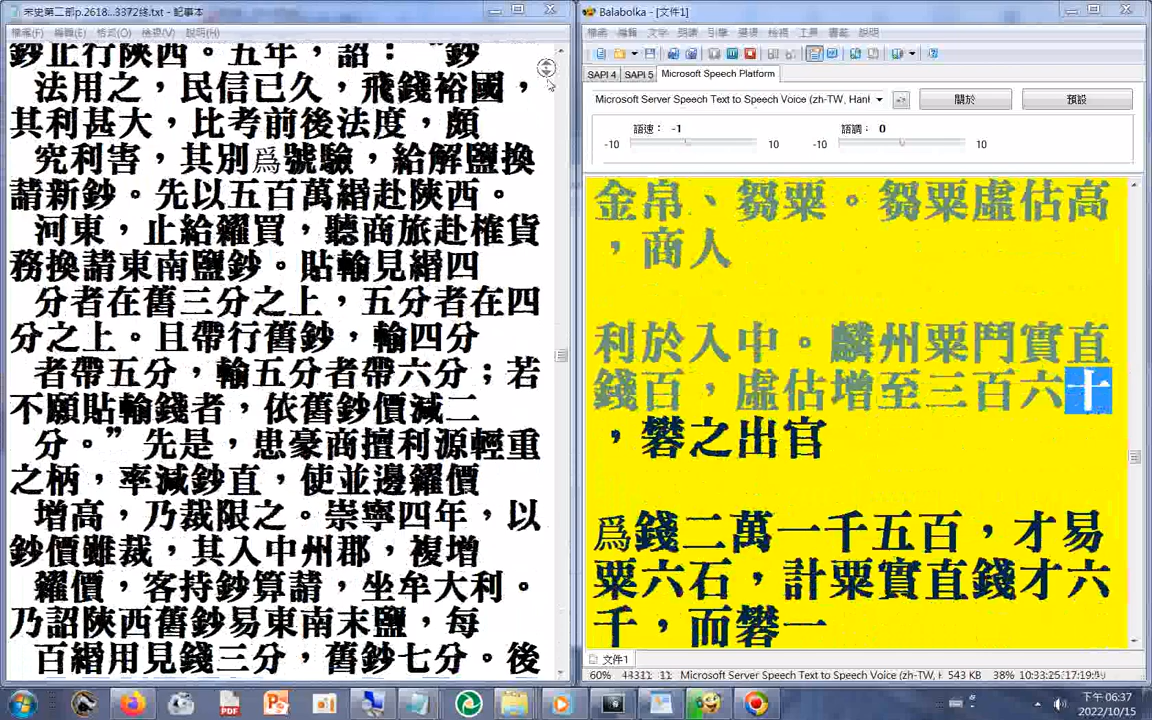 宋史第二部p.2618...3372终.txt - 記事本
檔案(F) 編輯(E) 格式(O) 檢視(V) 說明(H)
鈔止行陝西。五年，詔：“鈔
法用之，民信已久，飛錢裕國，
其利甚大，比考前後法度，頗
究利害，其別爲號驗，給解鹽換
請新鈔。先以五百萬緡赴陝西。
河東，止給糴買，聽商旅赴榷貨
務換請東南鹽鈔。貼輸見緡四
分者在舊三分之上，五分者在四
分之上。且帶行舊鈔，輸四分
者帶五分，輸五分者帶六分；若
不願貼輸錢者，依舊鈔價減二
分。”先是，患豪商擅利源輕重
之柄，率減鈔直，使並邊糴價
增高，乃裁限之。崇寧四年，以
鈔價雖裁，其入中州郡，複增
糴價，客持鈔算請，坐牟大利。
乃詔陝西舊鈔易東南末鹽，每
百緡用見錢三分，舊鈔七分。後
Balabolka - [文件1]
檔案 編輯 文字 朗讀 引擎 選項 檢視 工具 書籤 說明
SAPI 4 SAPI 5 Microsoft Speech Platform
Microsoft Server Speech Text to Speech Voice (zh-TW, Hanl
關於
預設
語速： -1
語調： 0
-10 10 -10 10
金帛、芻粟。芻粟虛估高
，商人
利於入中。麟州粟鬥實直
錢百，虛估增至三百六十
，礬之出官
爲錢二萬一千五百，才易
粟六石，計粟實直錢才六
千，而礬一
文件1
60% 44311: 11 Microsoft Server Speech Text to Speech Voice (zh-TW, H 543 KB 38%
下午 06:37
2022/10/15